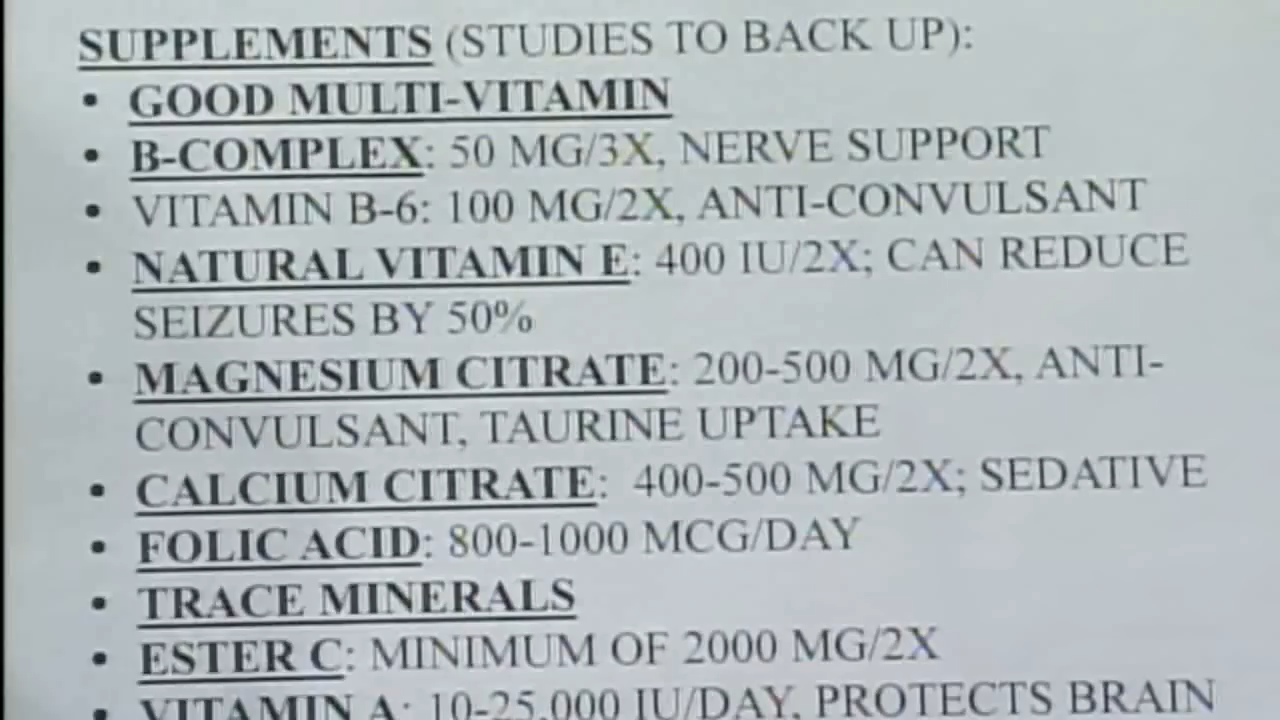 SUPPLEMENTS (STUDIES TO BACK UP):
• GOOD MULTI-VITAMIN
• B-COMPLEX: 50 MG/3X, NERVE SUPPORT
• VITAMIN B-6: 100 MG/2X, ANTI-CONVULSANT
• NATURAL VITAMIN E: 400 IU/2X; CAN REDUCE
SEIZURES BY 50%
• MAGNESIUM CITRATE: 200-500 MG/2X, ANTI-
CONVULSANT, TAURINE UPTAKE
• CALCIUM CITRATE: 400-500 MG/2X; SEDATIVE
• FOLIC ACID: 800-1000 MCG/DAY
• TRACE MINERALS
• ESTER C: MINIMUM OF 2000 MG/2X
• VITAMIN A: 10-25,000 IU/DAY, PROTECTS BRAIN